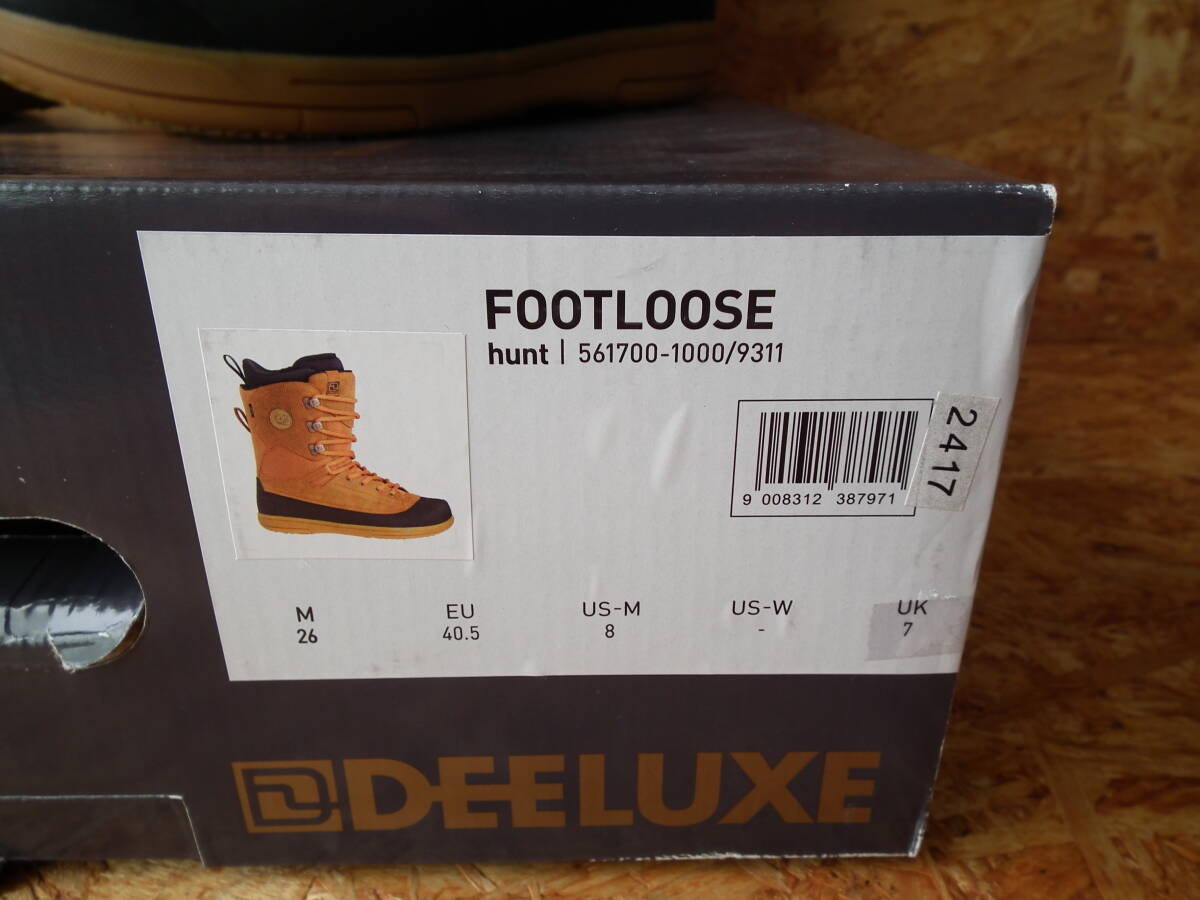 FOOTLOOSE
hunt | 561700-1000/9311
2417
9 008312 387971
M EU US-M US-W UK
26 40.5 8 - 7
DEELUXE